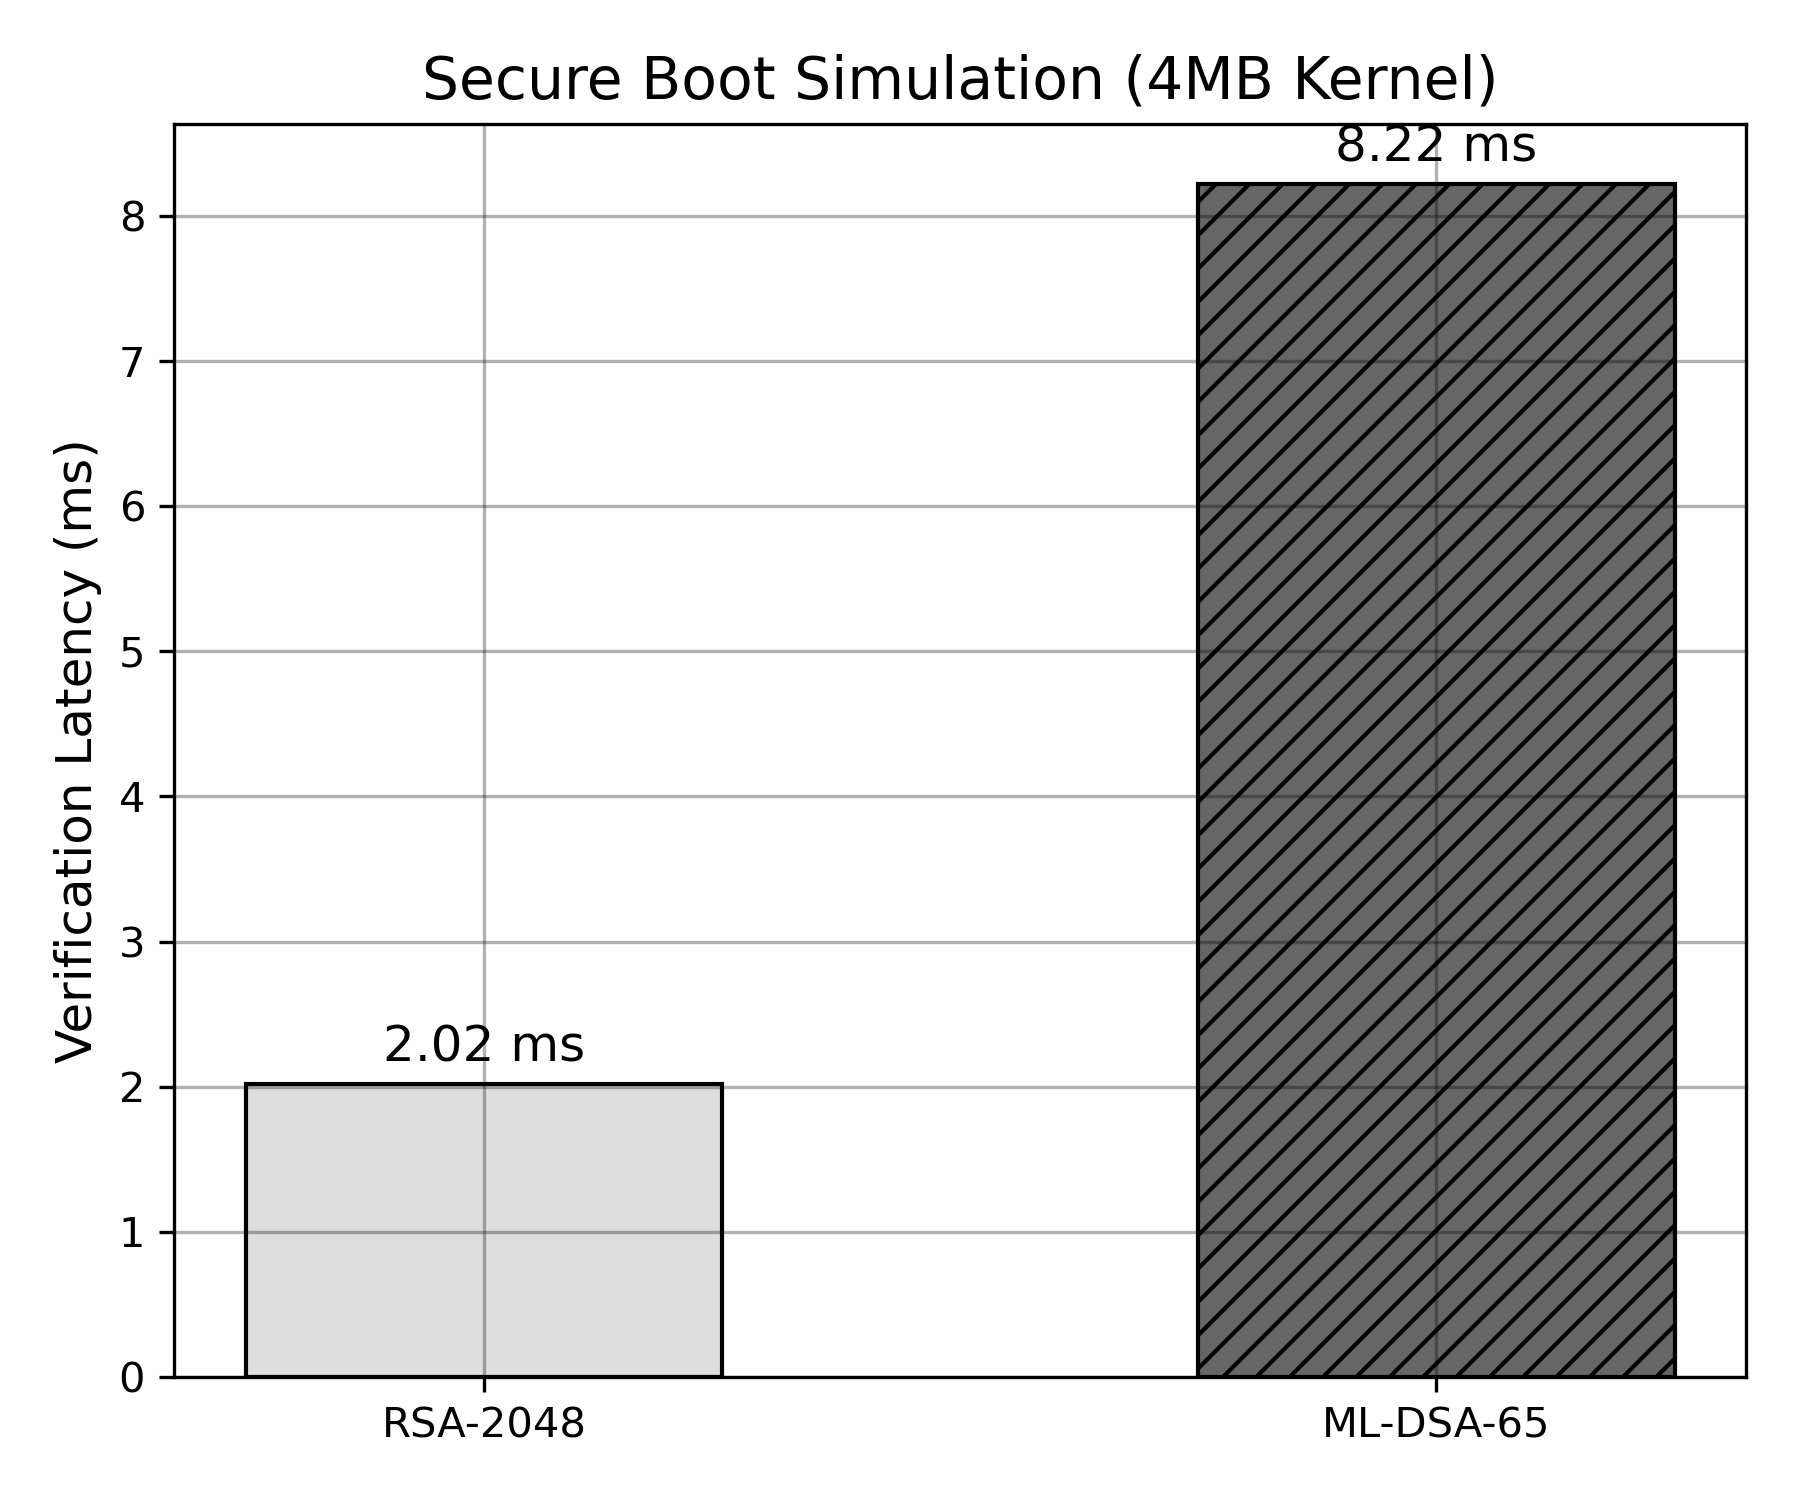 Secure Boot Simulation (4MB Kernel)
8.22 ms
8
7
6
5
4
3
2
1
0
Verification Latency (ms)
2.02 ms
RSA-2048
ML-DSA-65